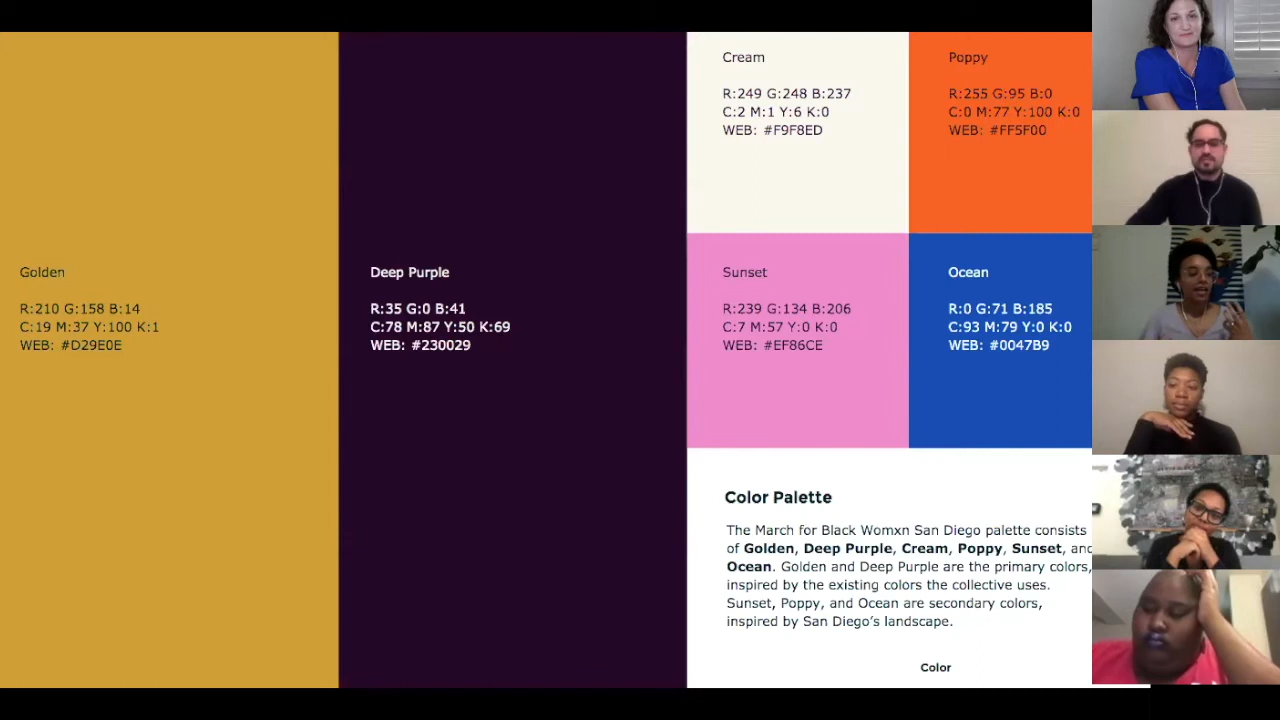 Golden
R:210 G:158 B:14
C:19 M:37 Y:100 K:1
WEB: #D29E0E
Deep Purple
R:35 G:0 B:41
C:78 M:87 Y:50 K:69
WEB: #230029
Cream
R:249 G:248 B:237
C:2 M:1 Y:6 K:0
WEB: #F9F8ED
Poppy
R:255 G:95 B:0
C:0 M:77 Y:100 K:0
WEB: #FF5F00
Sunset
R:239 G:134 B:206
C:7 M:57 Y:0 K:0
WEB: #EF86CE
Ocean
R:0 G:71 B:185
C:93 M:79 Y:0 K:0
WEB: #0047B9
Color Palette
The March for Black Womxn San Diego palette consists
of Golden, Deep Purple, Cream, Poppy, Sunset, and
Ocean. Golden and Deep Purple are the primary colors,
inspired by the existing colors the collective uses.
Sunset, Poppy, and Ocean are secondary colors,
inspired by San Diego's landscape.
Color